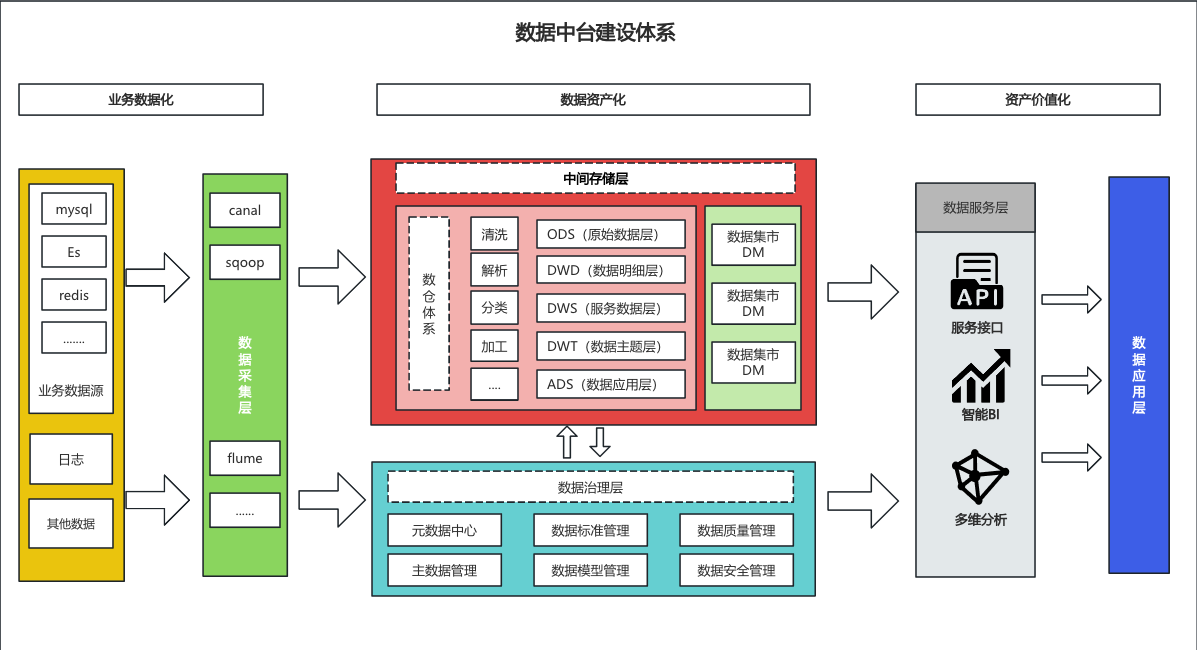 数据中台建设体系
业务数据化
数据资产化
资产价值化
mysql
Es
redis
.......
业务数据源
日志
其他数据
canal
sqoop
数
据
采
集
层
flume
......
中间存储层
数
仓
体
系
清洗
解析
分类
加工
....
ODS（原始数据层）
DWD（数据明细层）
DWS（服务数据层）
DWT（数据主题层）
ADS（数据应用层）
数据集市
DM
数据集市
DM
数据集市
DM
数据治理层
元数据中心
数据标准管理
数据质量管理
主数据管理
数据模型管理
数据安全管理
数据服务层
API
服务接口
智能BI
多维分析
数
据
应
用
层